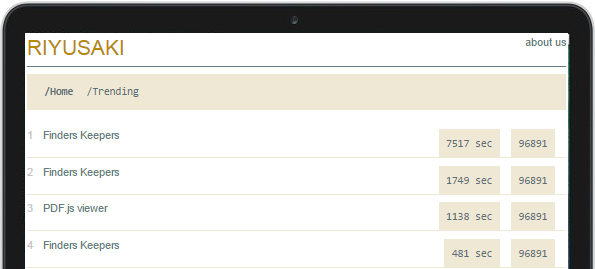 RIYUSAKI
about us
/Home /Trending
1 Finders Keepers 7517 sec 96891
2 Finders Keepers 1749 sec 96891
3 PDF.js viewer 1138 sec 96891
4 Finders Keepers 481 sec 96891